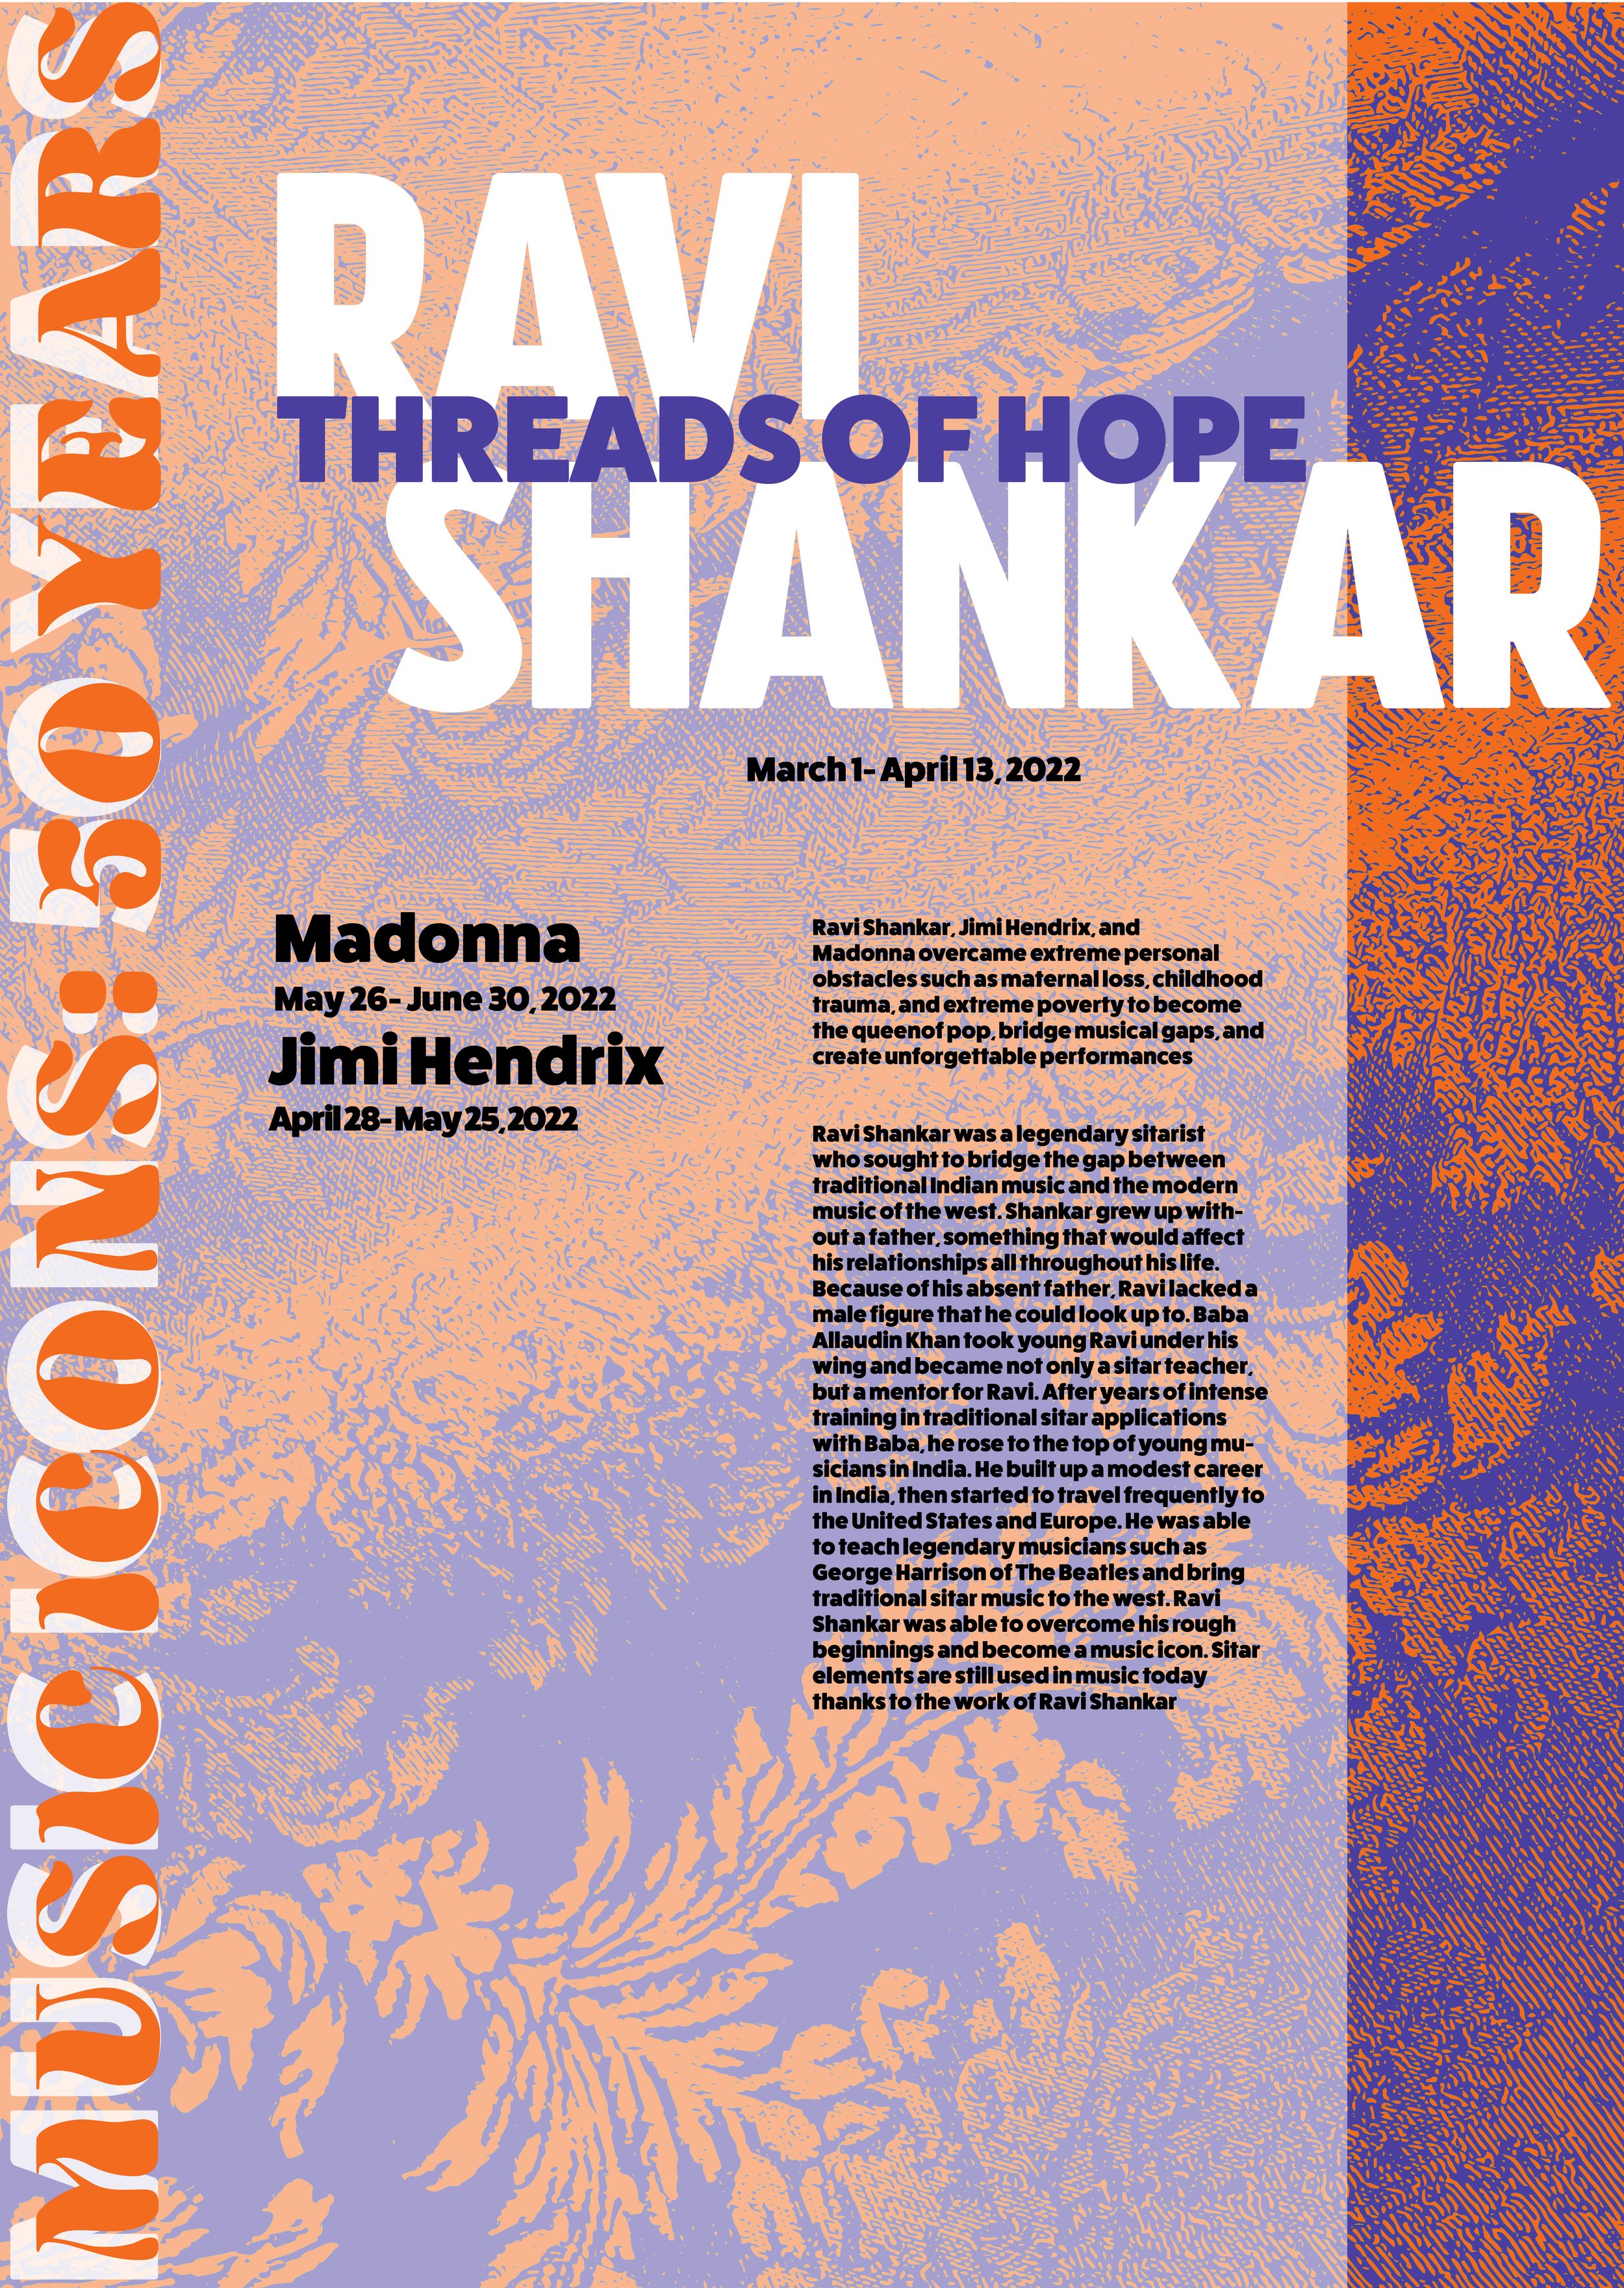 MUSIC ICONS: 50 YEARS
RAVI
THREADS OF HOPE
SHANKAR
March 1- April 13, 2022
Madonna
May 26- June 30, 2022
Jimi Hendrix
April 28- May 25, 2022
Ravi Shankar, Jimi Hendrix, and
Madonna overcame extreme personal
obstacles such as maternal loss, childhood
trauma, and extreme poverty to become
the queenof pop, bridge musical gaps, and
create unforgettable performances
Ravi Shankar was a legendary sitarist
who sought to bridge the gap between
traditional Indian music and the modern
music of the west. Shankar grew up with-
out a father, something that would affect
his relationships all throughout his life.
Because of his absent father, Ravi lacked a
male figure that he could look up to. Baba
Allaudin Khan took young Ravi under his
wing and became not only a sitar teacher,
but a mentor for Ravi. After years of intense
training in traditional sitar applications
with Baba, he rose to the top of young mu-
sicians in India. He built up a modest career
in India, then started to travel frequently to
the United States and Europe. He was able
to teach legendary musicians such as
George Harrison of The Beatles and bring
traditional sitar music to the west. Ravi
Shankar was able to overcome his rough
beginnings and become a music icon. Sitar
elements are still used in music today
thanks to the work of Ravi Shankar